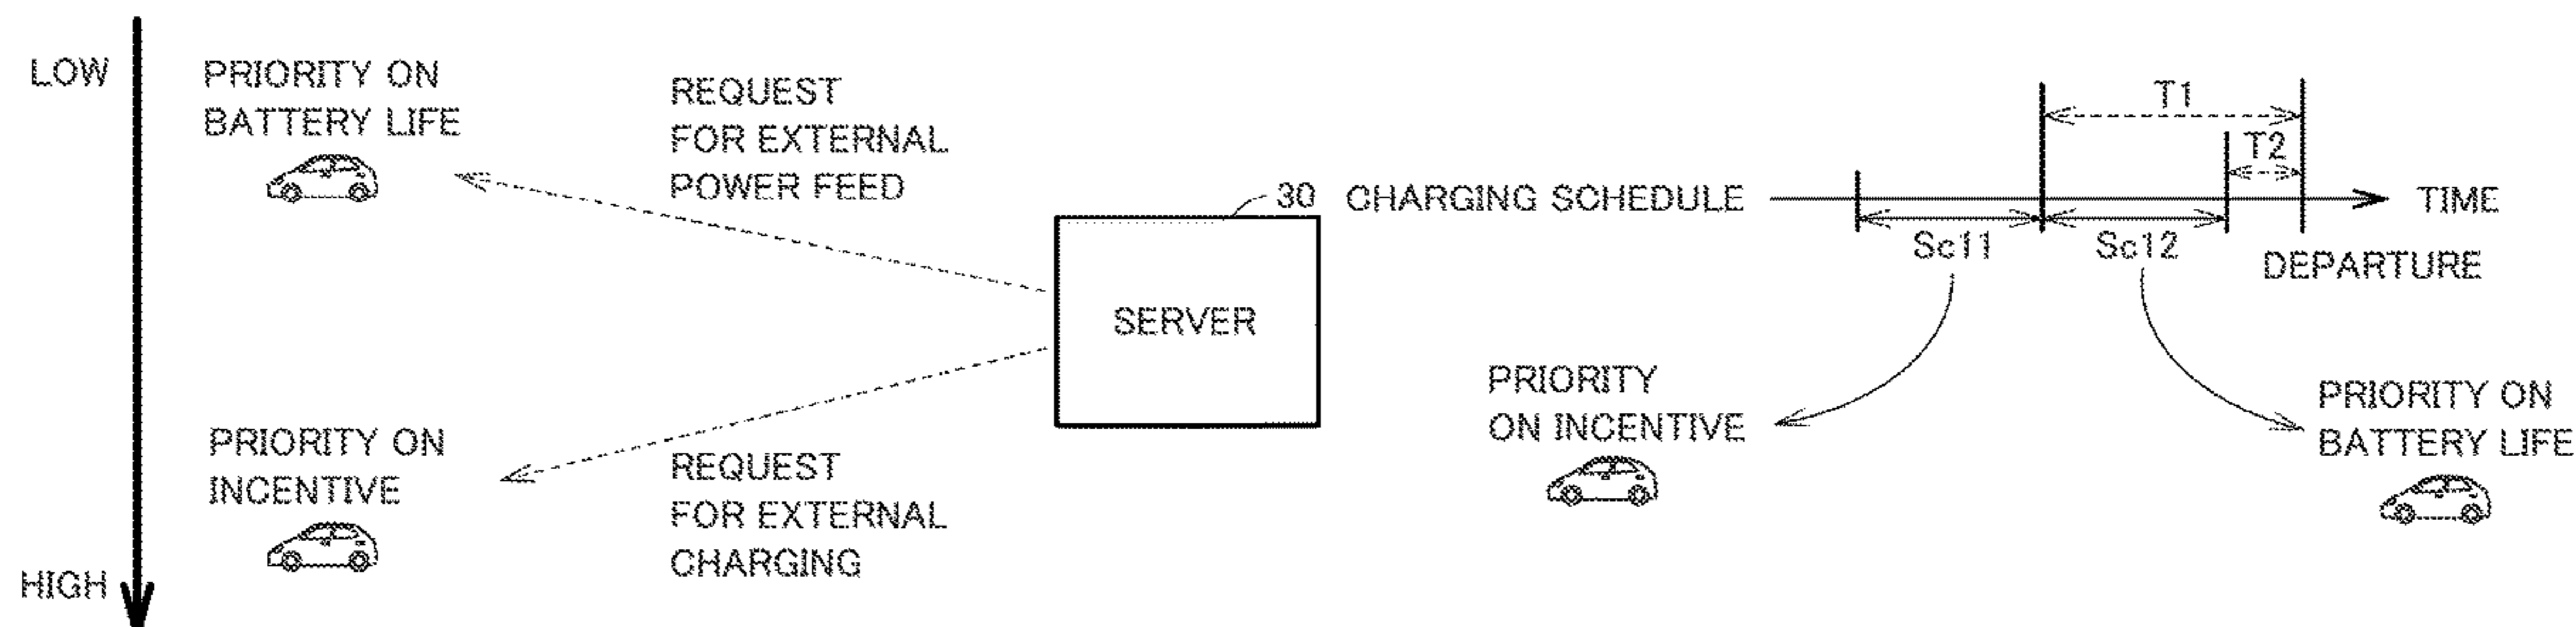 LOW
PRIORITY ON
BATTERY LIFE
REQUEST
FOR EXTERNAL
POWER FEED
PRIORITY ON
INCENTIVE
REQUEST
FOR EXTERNAL
CHARGING
HIGH
30
SERVER
CHARGING SCHEDULE
T1
T2
TIME
Sc11
Sc12
DEPARTURE
PRIORITY
ON INCENTIVE
PRIORITY ON
BATTERY LIFE